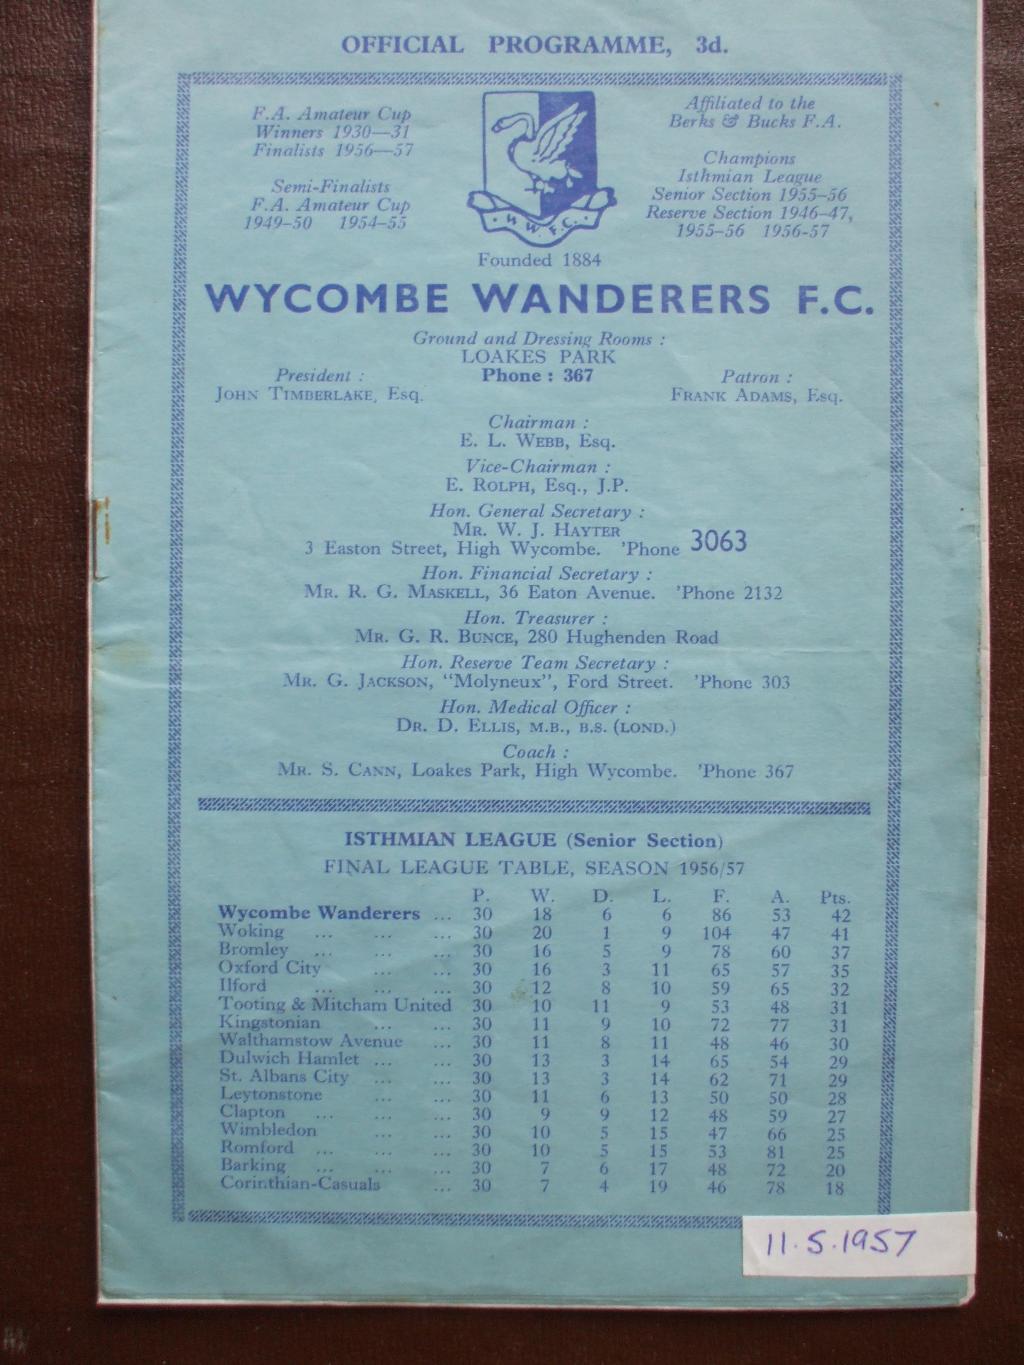 OFFICIAL PROGRAMME, 3d.
F.A. Amateur Cup
Winners 1930—31
Finalists 1956—57
Semi-Finalists
F.A. Amateur Cup
1949-50 1954-55
W.W.F.C.
Founded 1884
Affiliated to the
Berks & Bucks F.A.
Champions
Isthmian League
Senior Section 1955-56
Reserve Section 1946-47,
1955-56 1956-57
WYCOMBE WANDERERS F.C.
Ground and Dressing Rooms :
LOAKES PARK
Phone : 367
President :
JOHN TIMBERLAKE, Esq.
Patron :
FRANK ADAMS, Esq.
Chairman :
E. L. WEBB, Esq.
Vice-Chairman :
E. ROLPH, Esq., J.P.
Hon. General Secretary :
MR. W. J. HAYTER
3 Easton Street, High Wycombe. 'Phone 3063
Hon. Financial Secretary :
MR. R. G. MASKELL, 36 Eaton Avenue. 'Phone 2132
Hon. Treasurer :
MR. G. R. BUNCE, 280 Hughenden Road
Hon. Reserve Team Secretary :
MR. G. JACKSON, "Molyneux", Ford Street. 'Phone 303
Hon. Medical Officer :
DR. D. ELLIS, M.B., B.S. (LOND.)
Coach :
MR. S. CANN, Loakes Park, High Wycombe. 'Phone 367
ISTHMIAN LEAGUE (Senior Section)
FINAL LEAGUE TABLE, SEASON 1956/57
P. W. D. L. F. A. Pts.
Wycombe Wanderers ... 30 18 6 6 86 53 42
Woking ... ... ... 30 20 1 9 104 47 41
Bromley ... ... ... 30 16 5 9 78 60 37
Oxford City ... ... 30 16 3 11 65 57 35
Ilford ... ... ... 30 12 8 10 59 65 32
Tooting & Mitcham United 30 10 11 9 53 48 31
Kingstonian ... ... 30 11 9 10 72 77 31
Walthamstow Avenue ... 30 11 8 11 48 46 30
Dulwich Hamlet ... ... 30 13 3 14 65 54 29
St. Albans City ... ... 30 13 3 14 62 71 29
Leytonstone ... ... 30 11 6 13 50 50 28
Clapton ... ... ... 30 9 9 12 48 59 27
Wimbledon ... ... 30 10 5 15 47 66 25
Romford ... ... ... 30 10 5 15 53 81 25
Barking ... ... ... 30 7 6 17 48 72 20
Corinthian-Casuals ... 30 7 4 19 46 78 18
11.5.1957